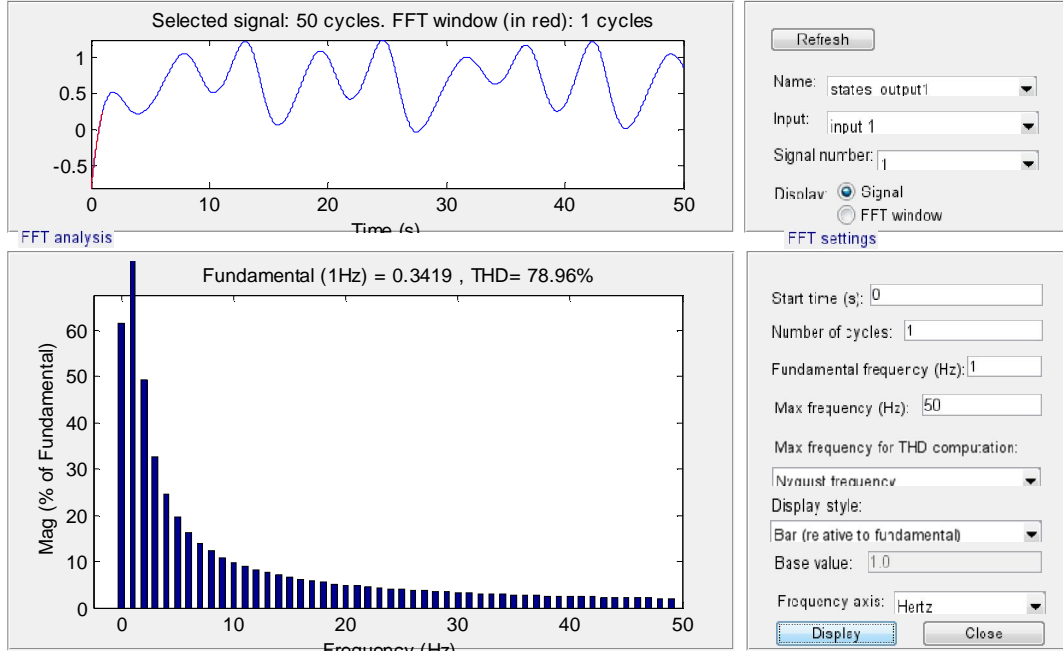 Selected signal: 50 cycles. FFT window (in red): 1 cycles
1
0.5
0
-0.5
0 10 20 30 40 50
Time (s)
Refresh
Name: states_output1
Input: input 1
Signal number: 1
Display: Signal
FFT window
FFT analysis
Fundamental (1Hz) = 0.3419 , THD= 78.96%
Mag (% of Fundamental)
60
50
40
30
20
10
0
0 10 20 30 40 50
Frequency (Hz)
FFT settings
Start time (s): 0
Number of cycles: 1
Fundamental frequency (Hz): 1
Max frequency (Hz): 50
Max frequency for THD computation:
Nyquist frequency
Display style:
Bar (relative to fundamental)
Base value: 1.0
Frequency axis: Hertz
Display Close